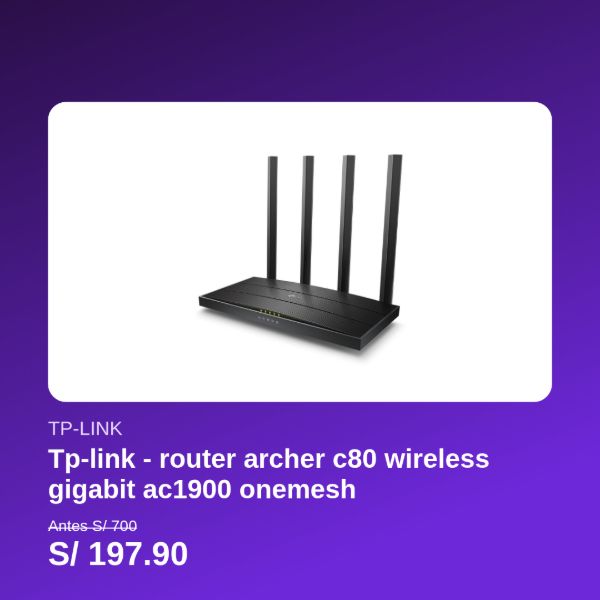 TP-LINK
Tp-link - router archer c80 wireless
gigabit ac1900 onemesh
Antes S/ 700
S/ 197.90